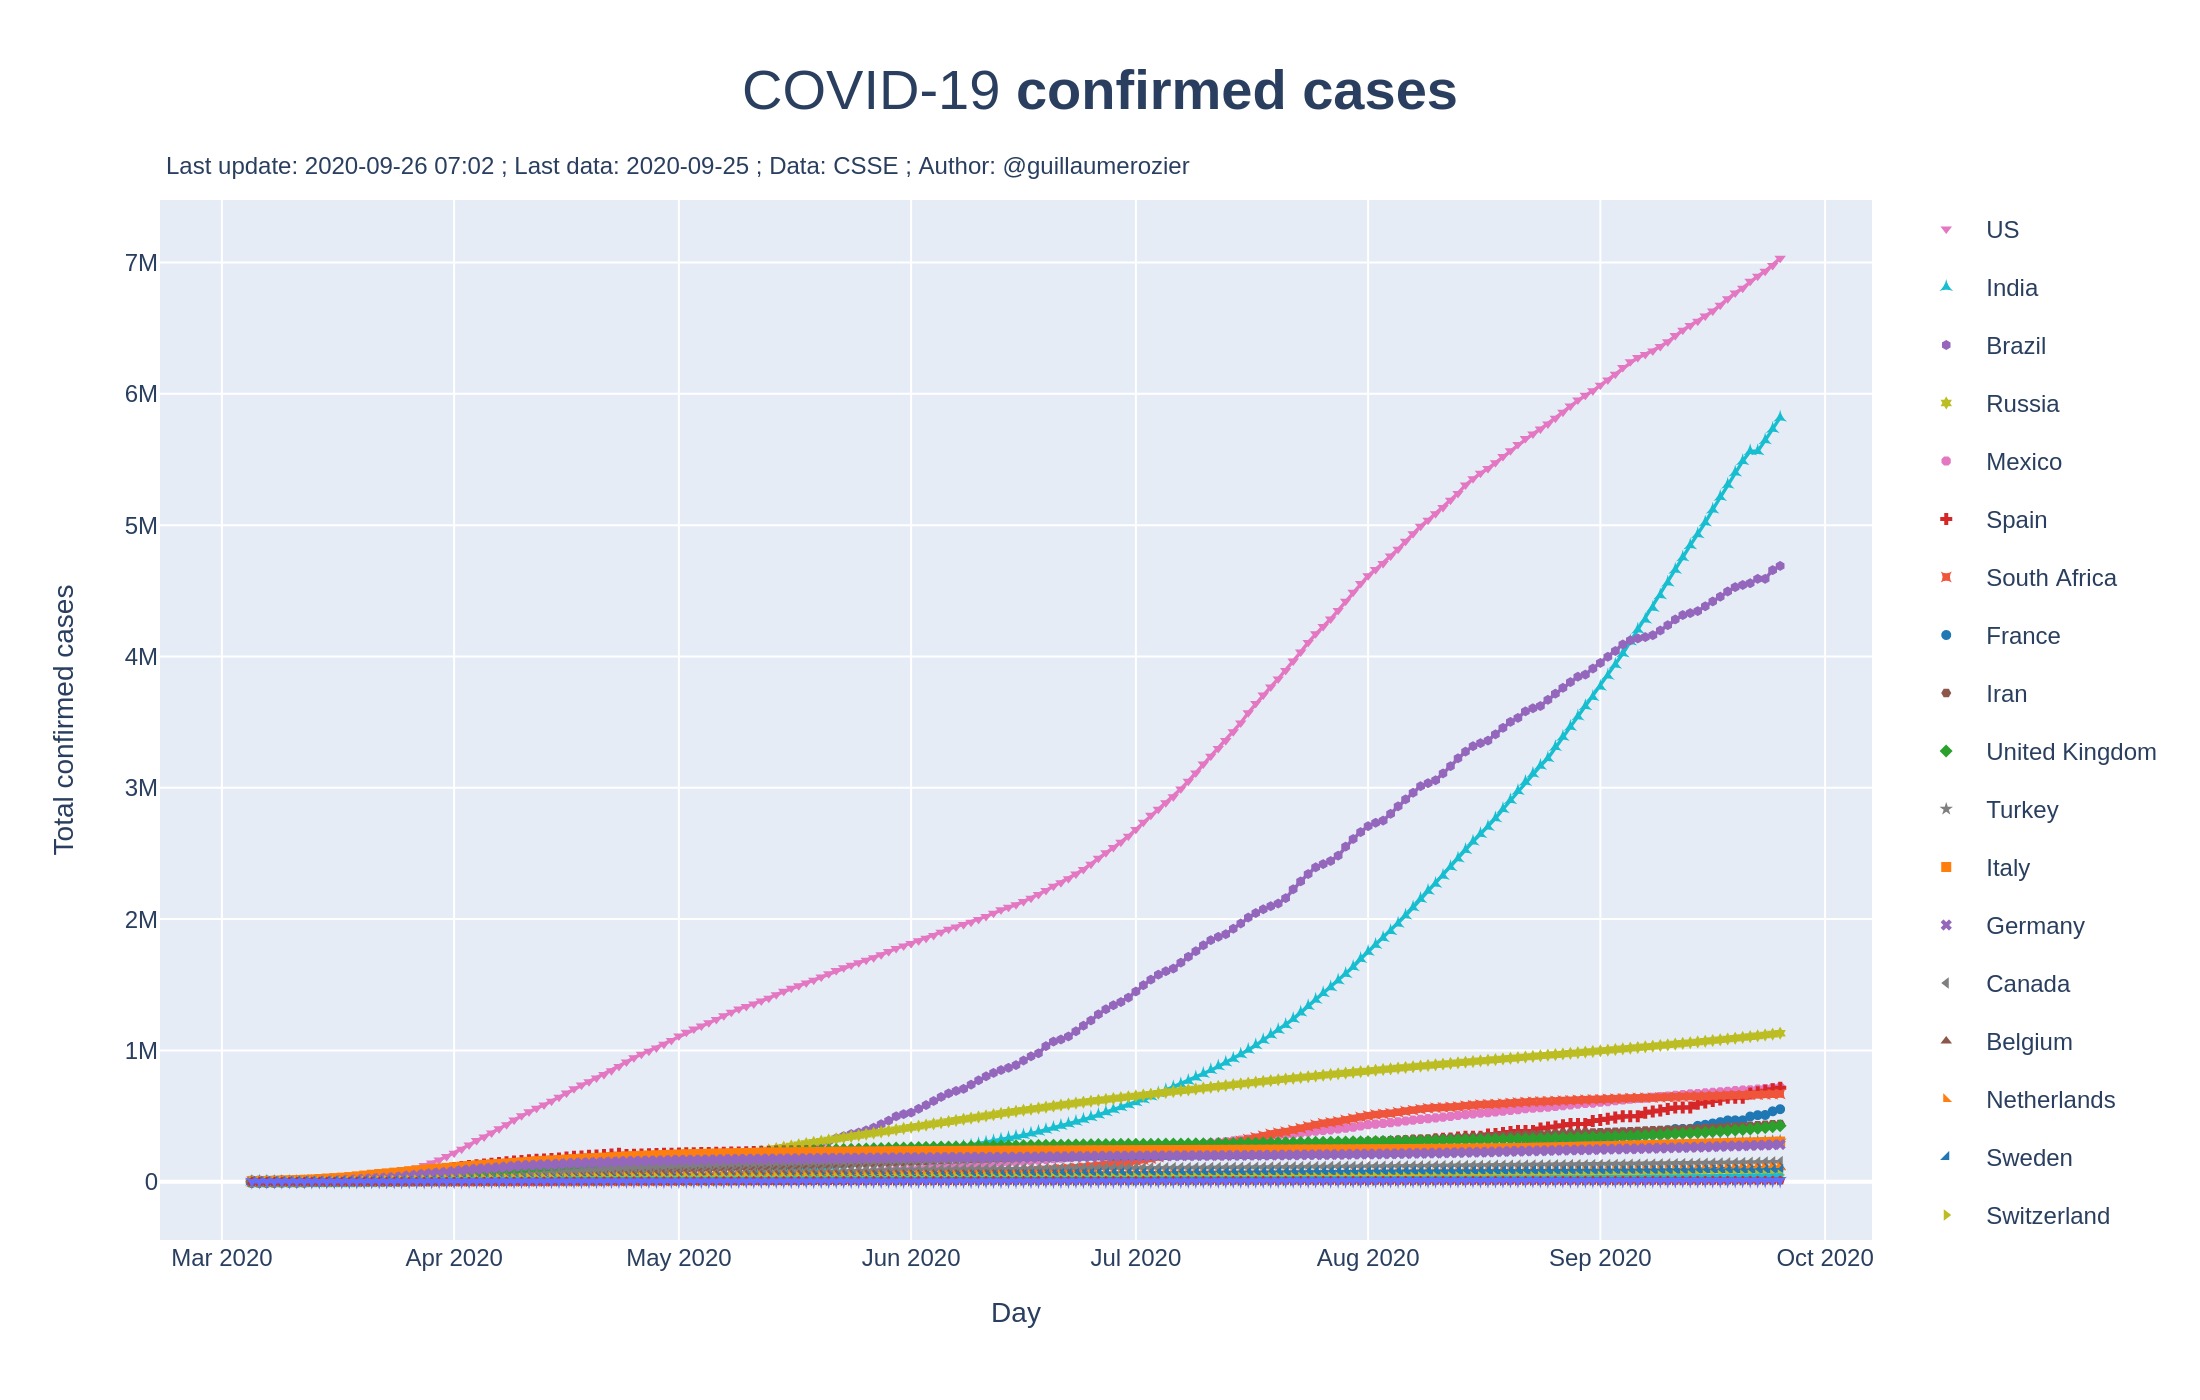 COVID-19 confirmed cases
Last update: 2020-09-26 07:02 ; Last data: 2020-09-25 ; Data: CSSE ; Author: @guillaumerozier
Total confirmed cases
7M
6M
5M
4M
3M
2M
1M
0
Mar 2020
Apr 2020
May 2020
Jun 2020
Jul 2020
Aug 2020
Sep 2020
Oct 2020
Day
US
India
Brazil
Russia
Mexico
Spain
South Africa
France
Iran
United Kingdom
Turkey
Italy
Germany
Canada
Belgium
Netherlands
Sweden
Switzerland